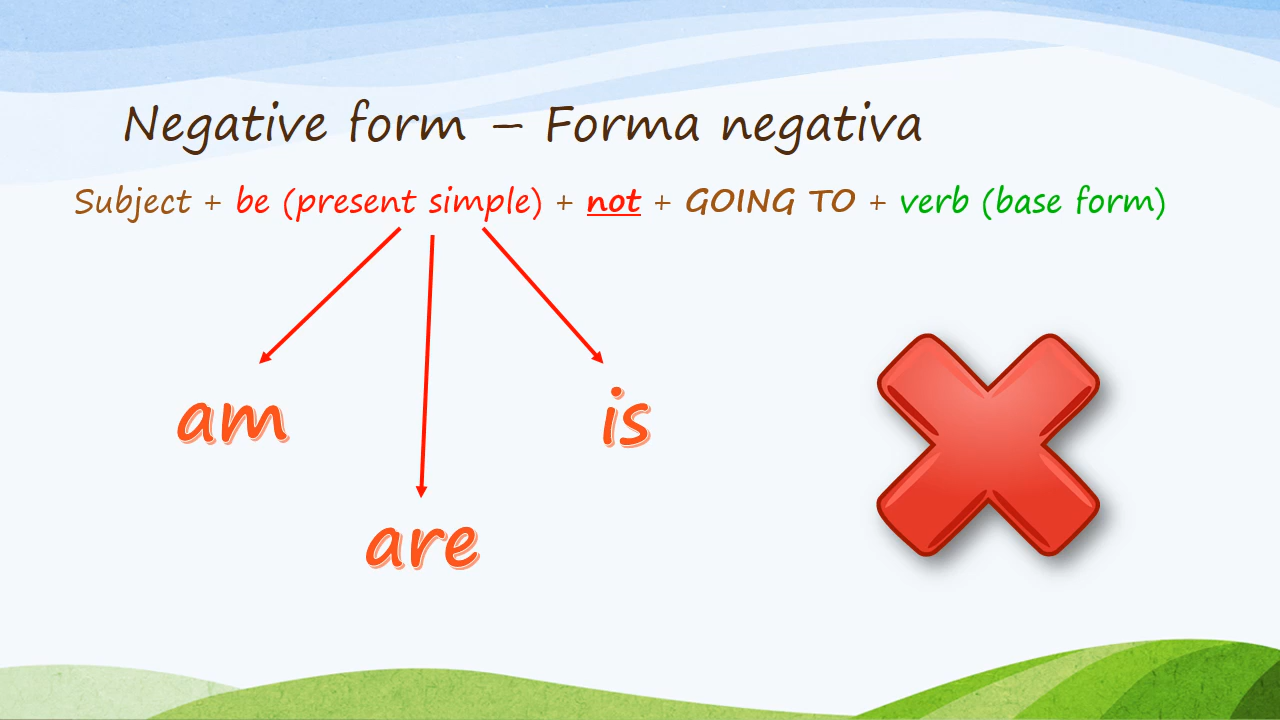 Negative form – Forma negativa
Subject + be (present simple) + not + GOING TO + verb (base form)
am
is
are